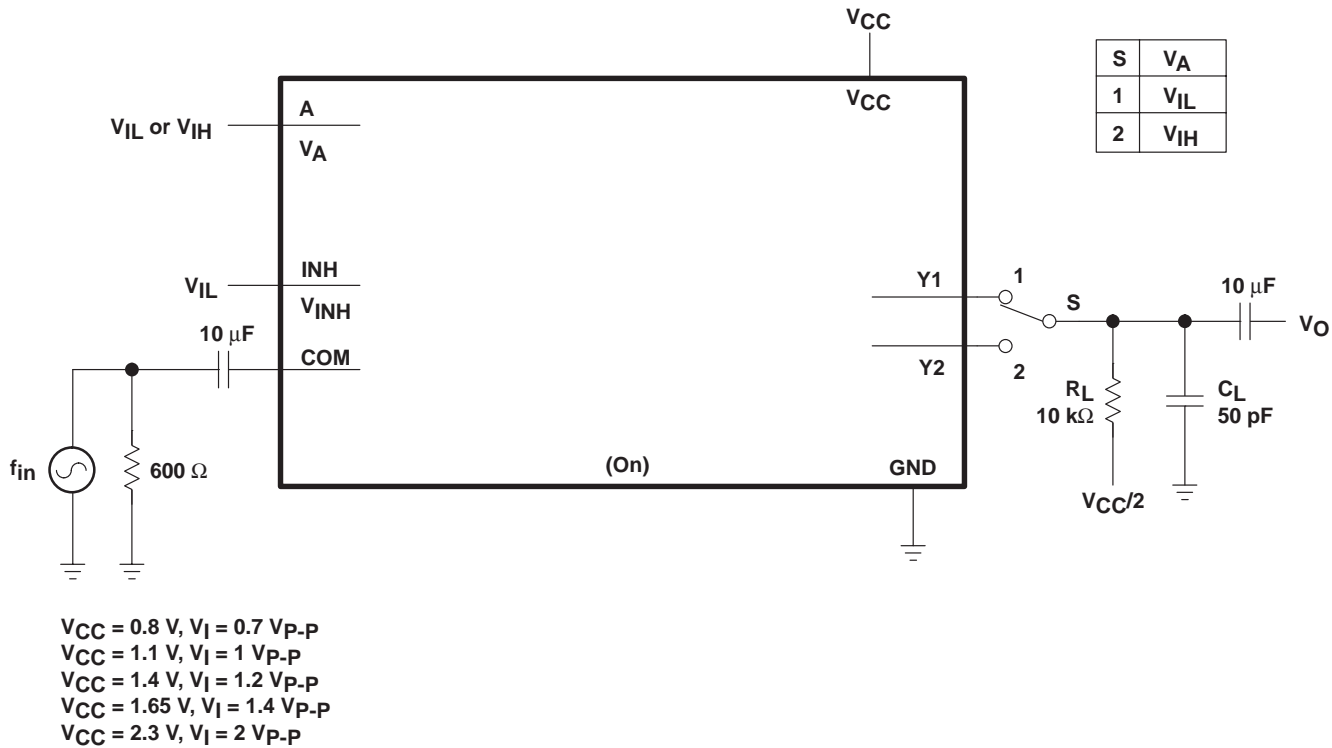 VCC
S VA
1 VIL
2 VIH
VCC
A
VIL or VIH
VA
INH
VIL
VINH
10 μF
COM
Y1
1
S
10 μF
VO
Y2
2
RL
10 kΩ
CL
50 pF
fin
600 Ω
(On)
GND
VCC/2
VCC = 0.8 V, VI = 0.7 VP-P
VCC = 1.1 V, VI = 1 VP-P
VCC = 1.4 V, VI = 1.2 VP-P
VCC = 1.65 V, VI = 1.4 VP-P
VCC = 2.3 V, VI = 2 VP-P